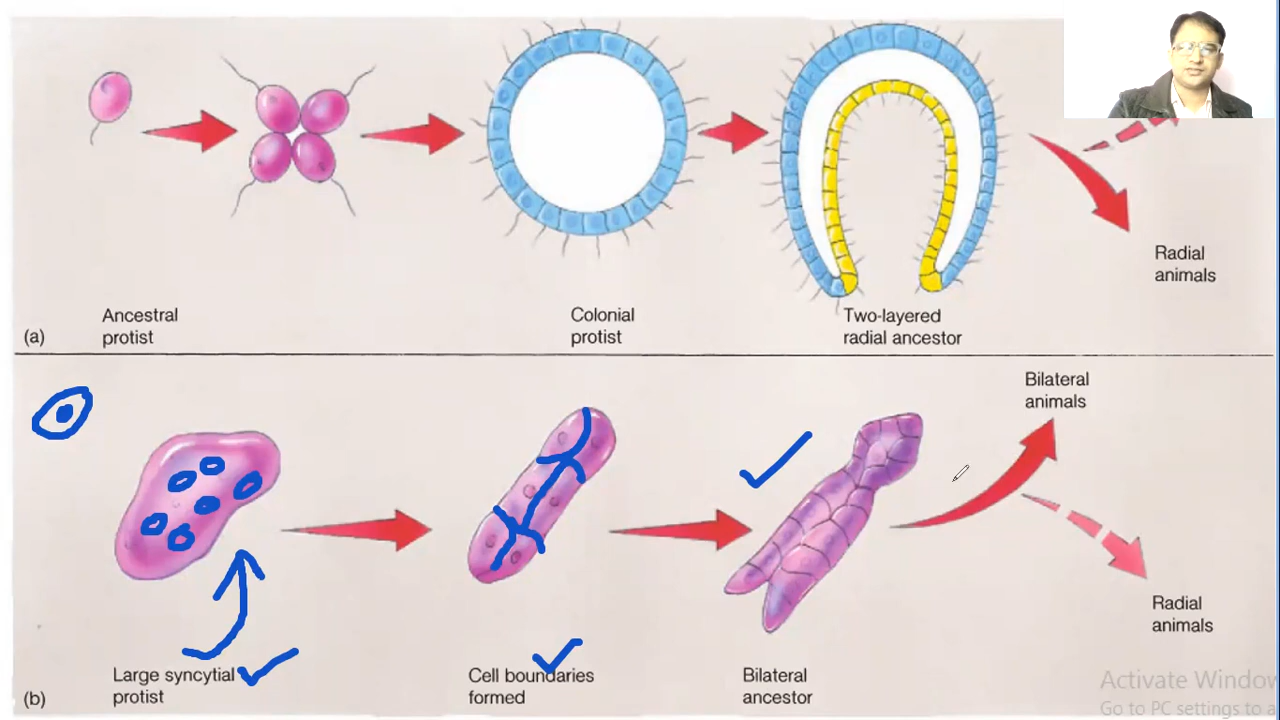 Ancestral
protist
Colonial
protist
Two-layered
radial ancestor
Radial
animals
(a)
Bilateral
animals
Radial
animals
Large syncytial
protist
Cell boundaries
formed
Bilateral
ancestor
(b)
Activate Window
Go to PC settings to a